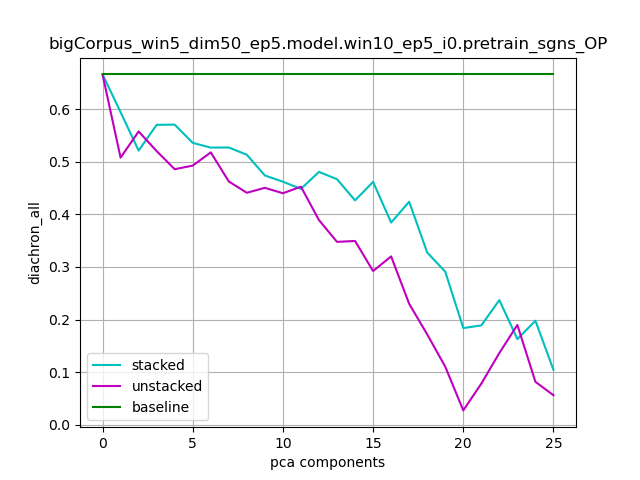 bigCorpus_win5_dim50_ep5.model.win10_ep5_i0.pretrain_sgns_OP
0.6
0.5
0.4
0.3
0.2
0.1
0.0
diachron_all
stacked
unstacked
baseline
0 5 10 15 20 25
pca components